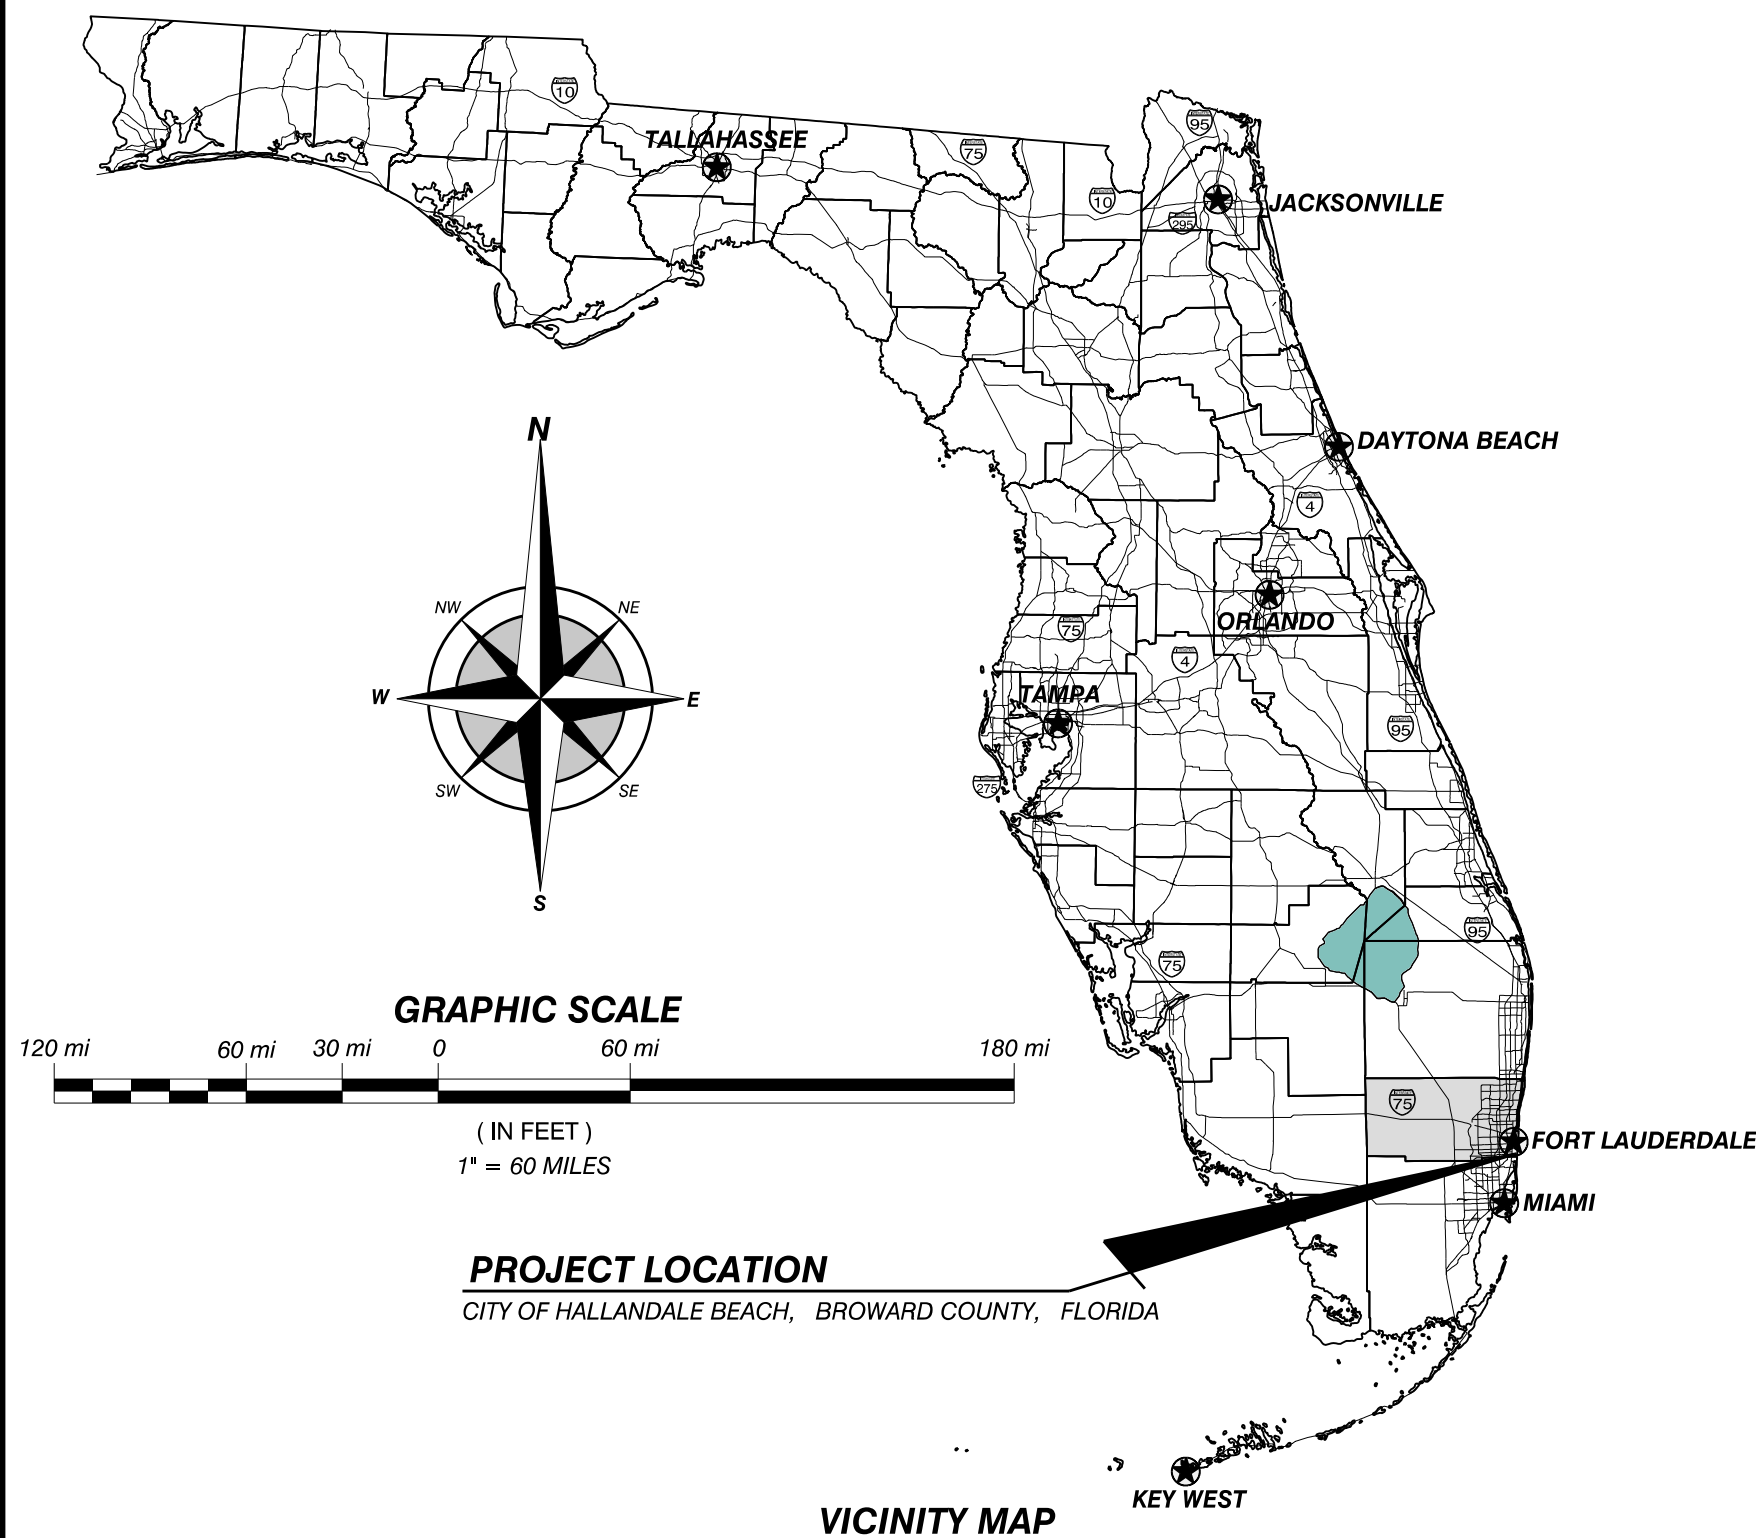 10
95
TALLAHASSEE
75
10
JACKSONVILLE
295
N
DAYTONA BEACH
4
NW
NE
ORLANDO
75
4
W
E
TAMPA
95
SW
SE
275
S
95
75
GRAPHIC SCALE
120 mi 60 mi 30 mi 0 60 mi 180 mi
75
( IN FEET )
1" = 60 MILES
FORT LAUDERDALE
MIAMI
PROJECT LOCATION
CITY OF HALLANDALE BEACH, BROWARD COUNTY, FLORIDA
KEY WEST
VICINITY MAP